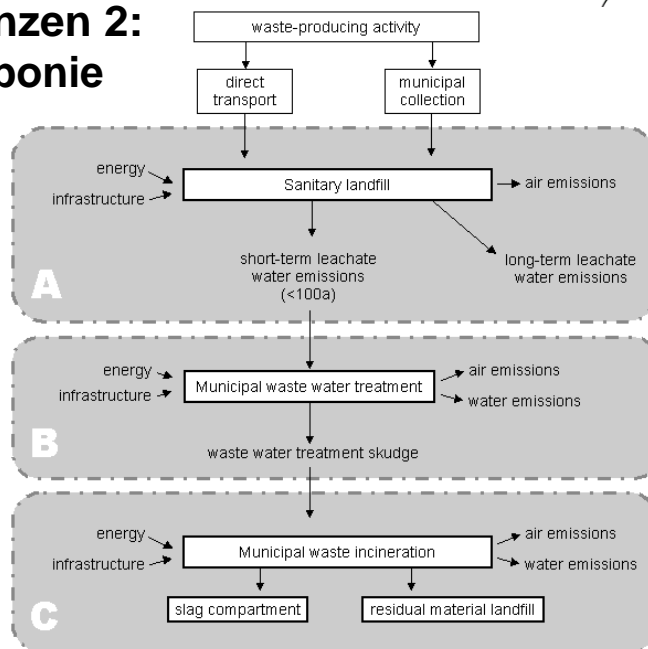 nzen 2:
onie
waste-producing activity
direct
transport
municipal
collection
energy
infrastructure
Sanitary landfill
air emissions
short-term leachate
water emissions
(<100a)
long-term leachate
water emissions
A
energy
infrastructure
Municipal waste water treatment
air emissions
water emissions
waste water treatment skudge
B
energy
infrastructure
Municipal waste incineration
air emissions
water emissions
slag compartment
residual material landfill
C